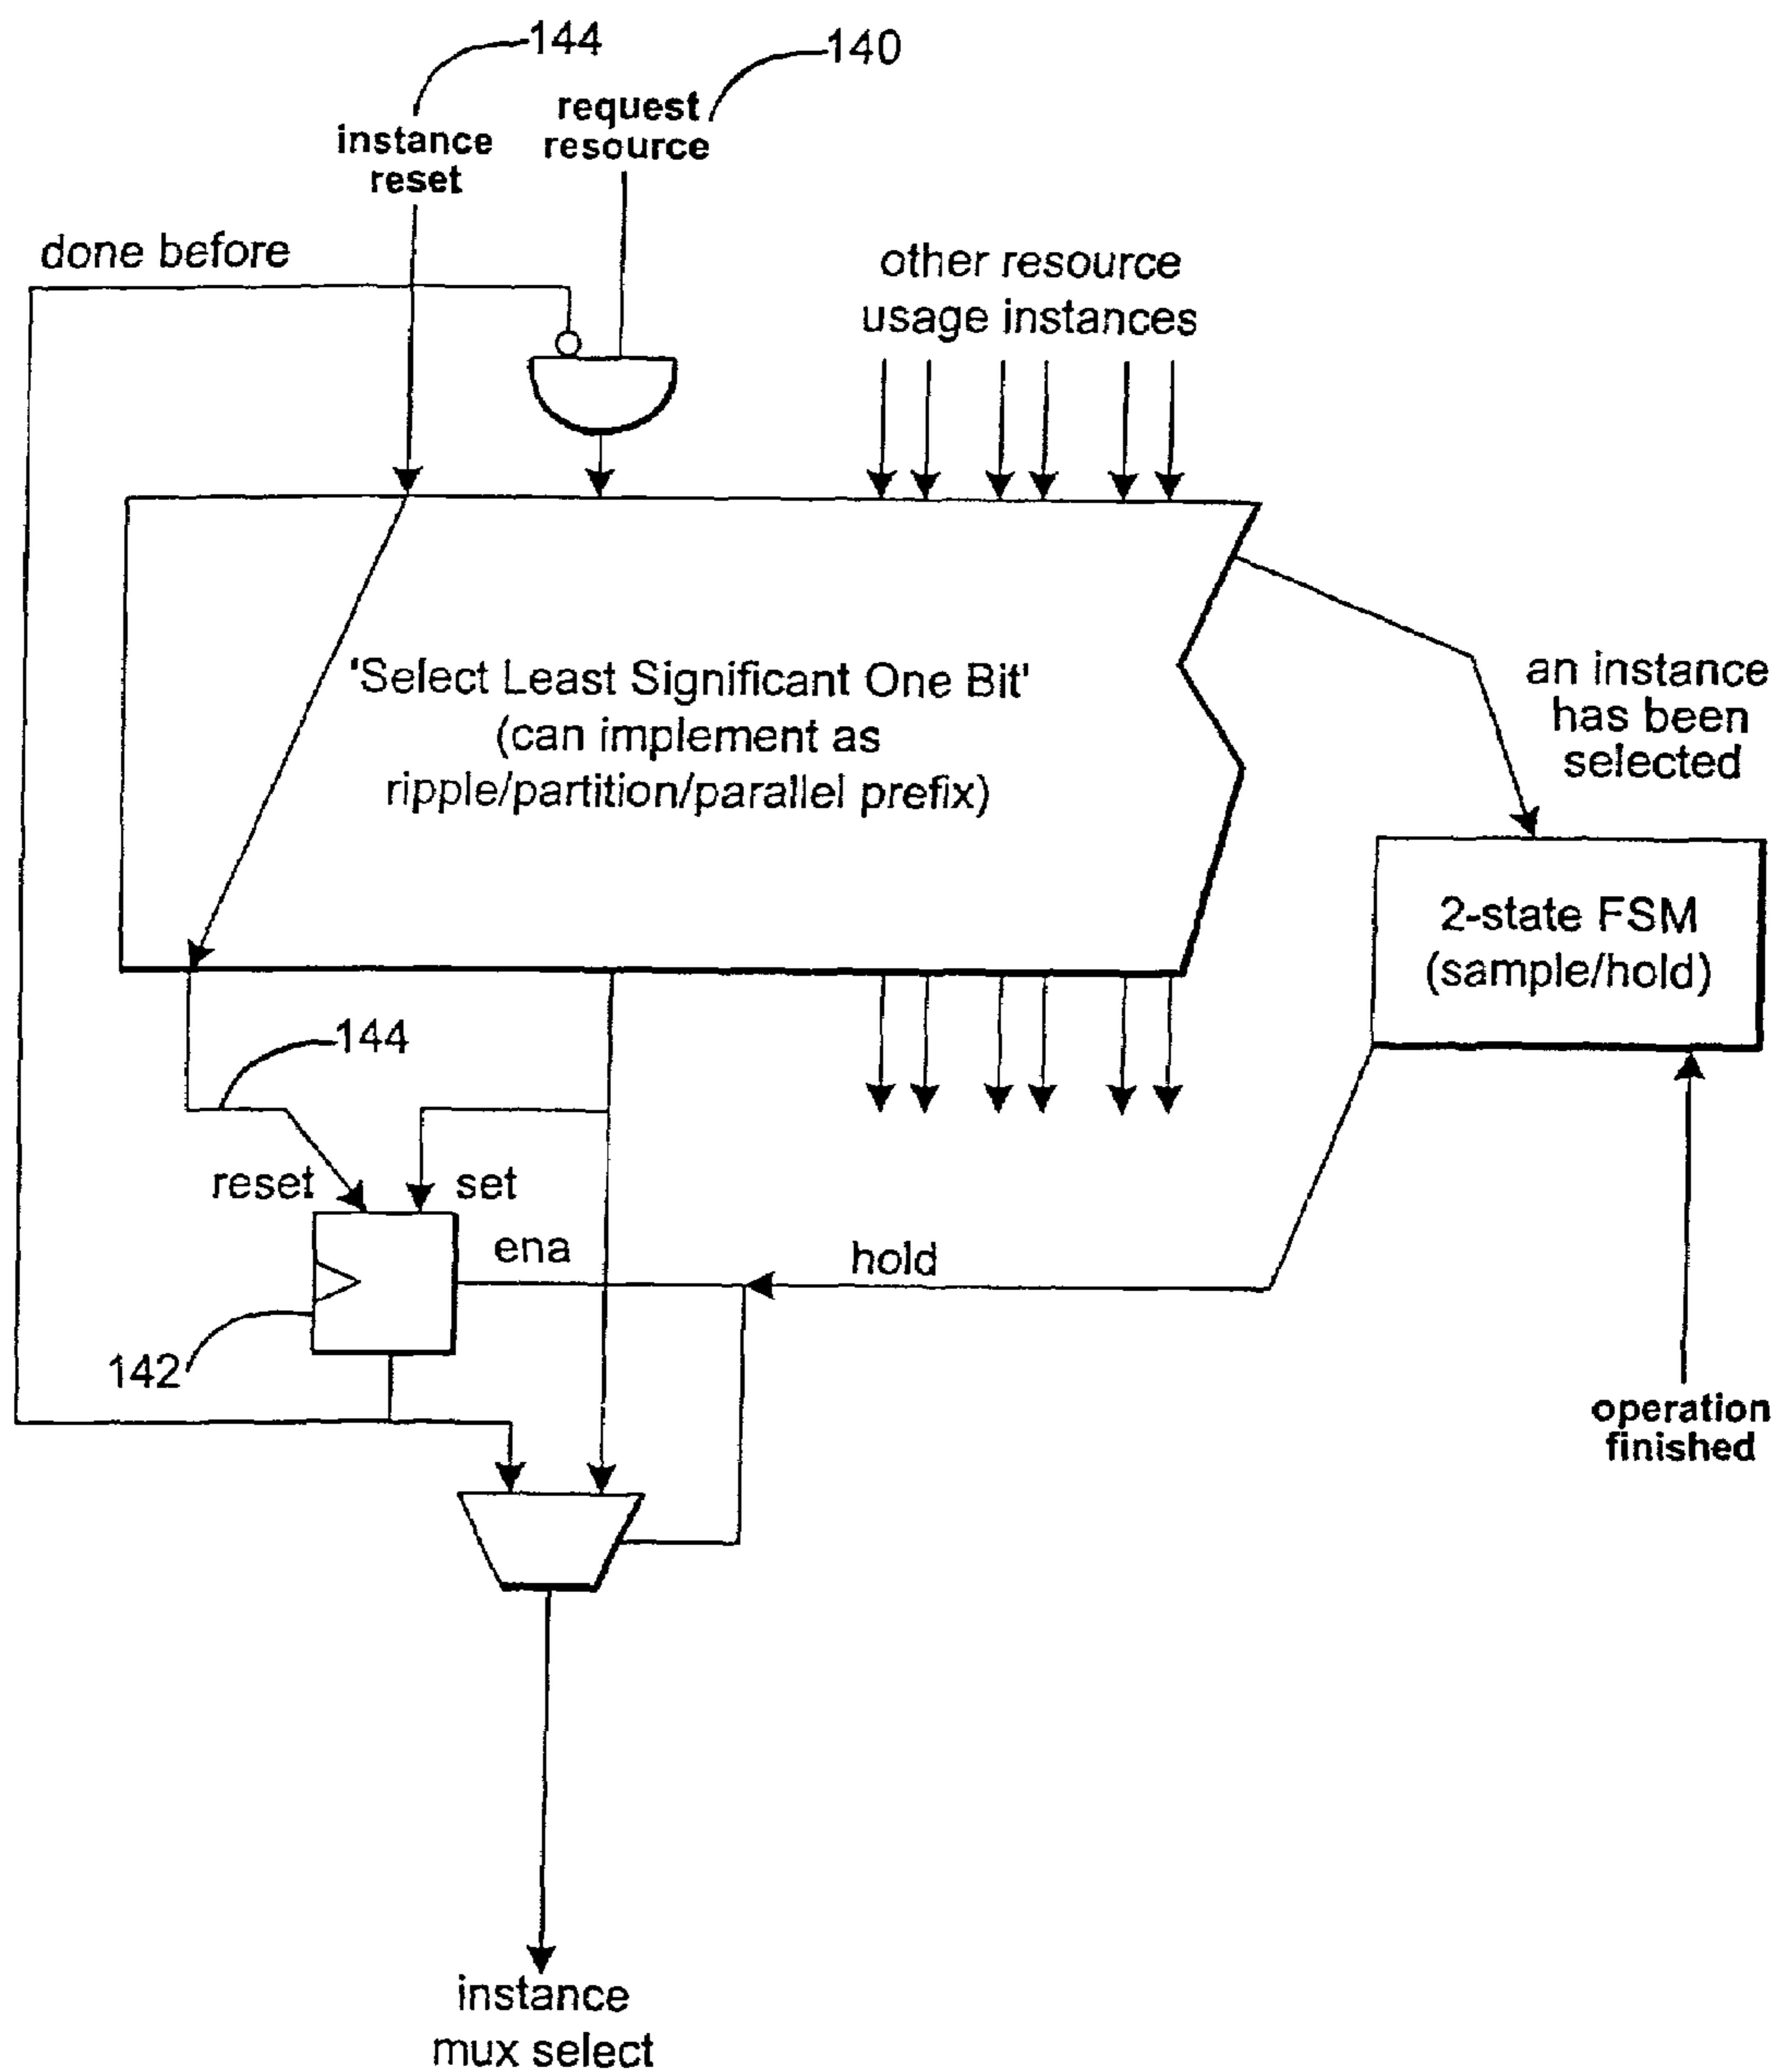 144
140
instance
reset
request
resource
done before
other resource
usage instances
'Select Least Significant One Bit'
(can implement as
ripple/partition/parallel prefix)
an instance
has been
selected
2-state FSM
(sample/hold)
144
reset
set
ena
hold
142
operation
finished
instance
mux select